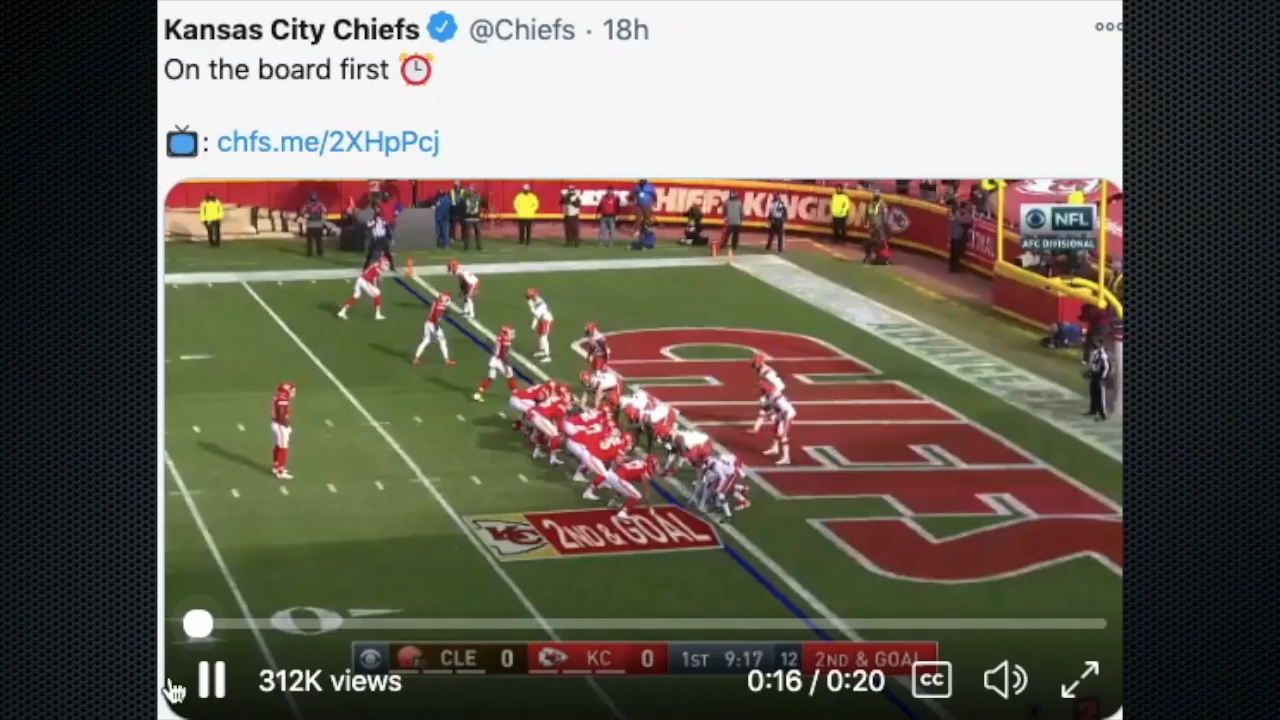 Kansas City Chiefs @Chiefs · 18h
On the board first
: chfs.me/2XHpPcj
CHIEFS KINGDOM
NFL
AFC DIVISIONAL
CHIEFS
2ND & GOAL
CLE 0 KC 0 1ST 9:17 12 2ND & GOAL
312K views 0:16 / 0:20 CC